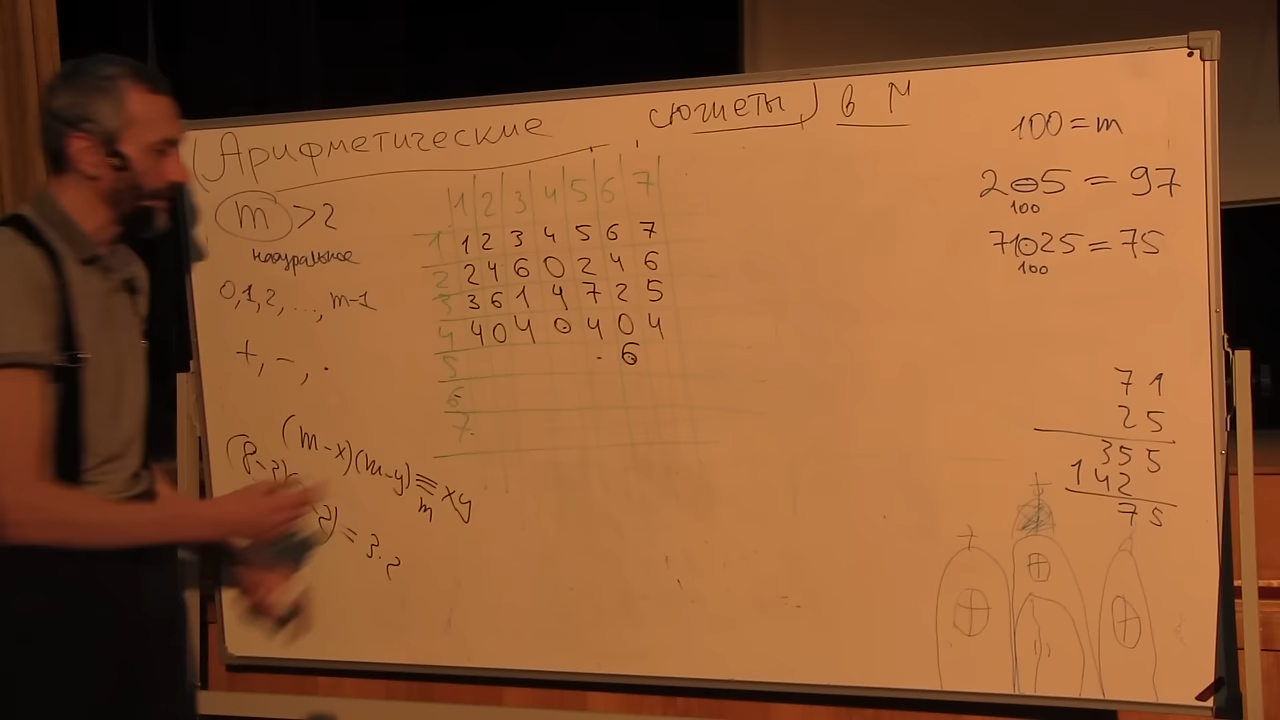 (Арифметические сюжеты) в М
m > 2
натуральное
0, 1, 2, ..., m-1
+, -, ·
(m-x)(m-y) ≡ xy
m
= 3·2
1 2 3 4 5 6 7
1 1 2 3 4 5 6 7
2 2 4 6 0 2 4 6
3 3 6 1 4 7 2 5
4 4 0 4 0 4 0 4
5 6
6
7
100 = m
2 ⊖ 5 = 97
100
71 ⊙ 25 = 75
100
71
25
355
142
75